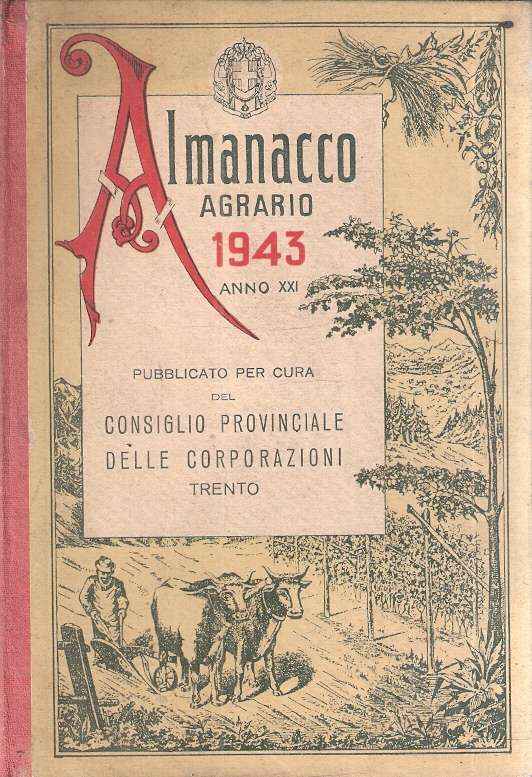 Almanacco
AGRARIO
1943
ANNO XXI
PUBBLICATO PER CURA
DEL
CONSIGLIO PROVINCIALE
DELLE CORPORAZIONI
TRENTO